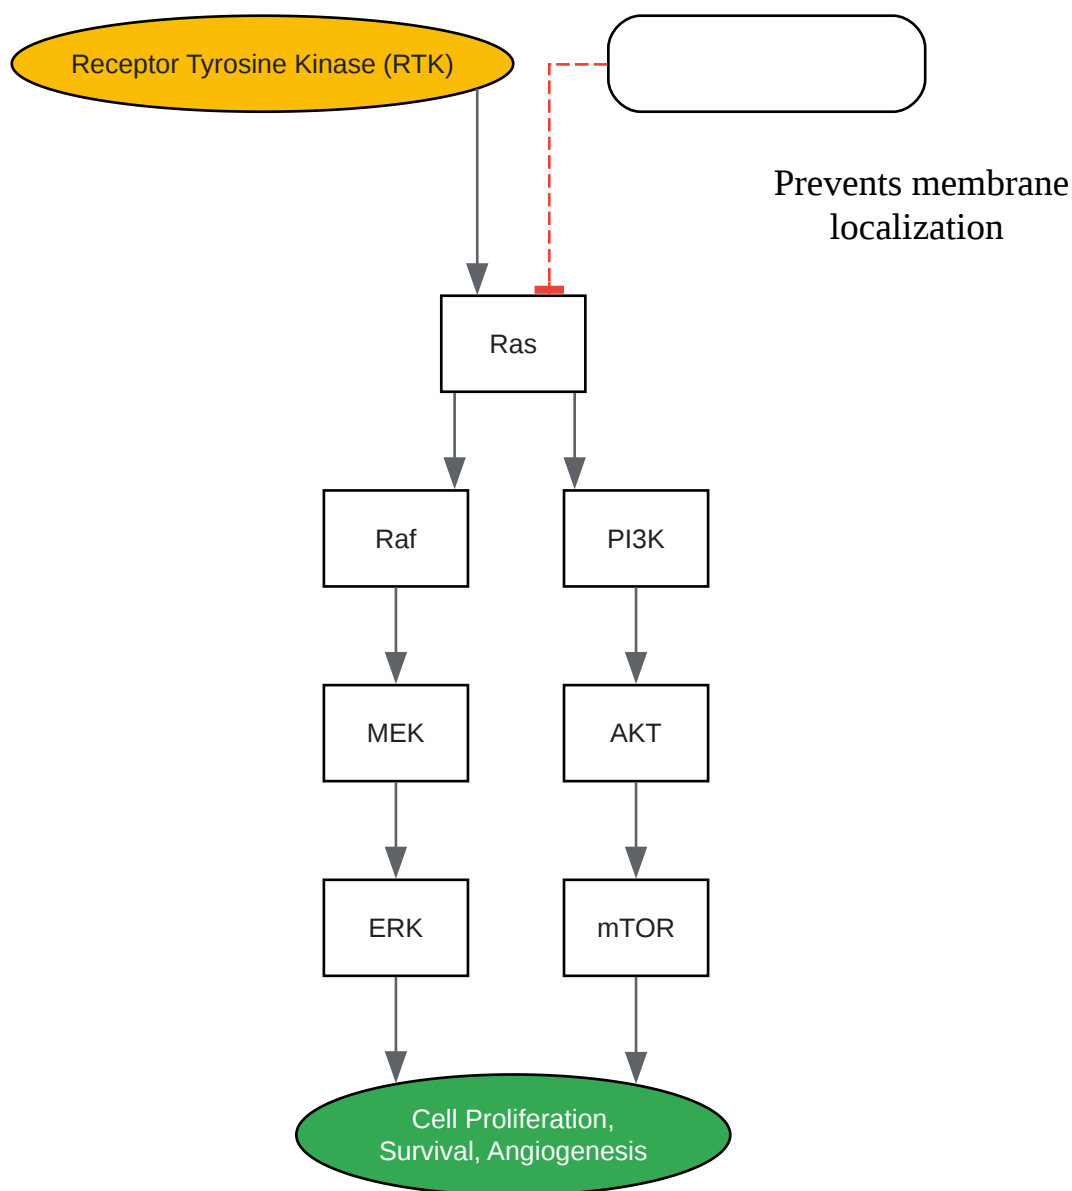 Receptor Tyrosine Kinase (RTK)
Prevents membrane
localization
Ras
Raf
PI3K
MEK
AKT
ERK
mTOR
Cell Proliferation,
Survival, Angiogenesis